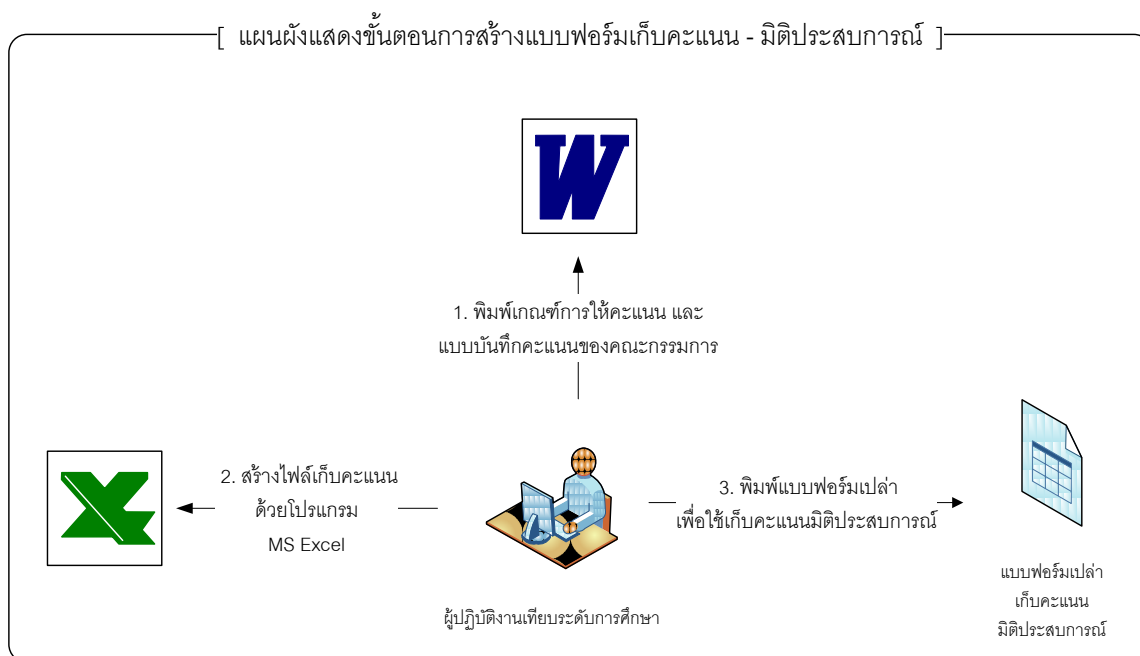 [ แผนผังแสดงขั้นตอนการสร้างแบบฟอร์มเก็บคะแนน - มิติประสบการณ์ ]
W
1. พิมพ์เกณฑ์การให้คะแนน และ
แบบบันทึกคะแนนของคณะกรรมการ
X
2. สร้างไฟล์เก็บคะแนน
ด้วยโปรแกรม
MS Excel
3. พิมพ์แบบฟอร์มเปล่า
เพื่อใช้เก็บคะแนนมิติประสบการณ์
ผู้ปฏิบัติงานเทียบระดับการศึกษา
แบบฟอร์มเปล่า
เก็บคะแนน
มิติประสบการณ์